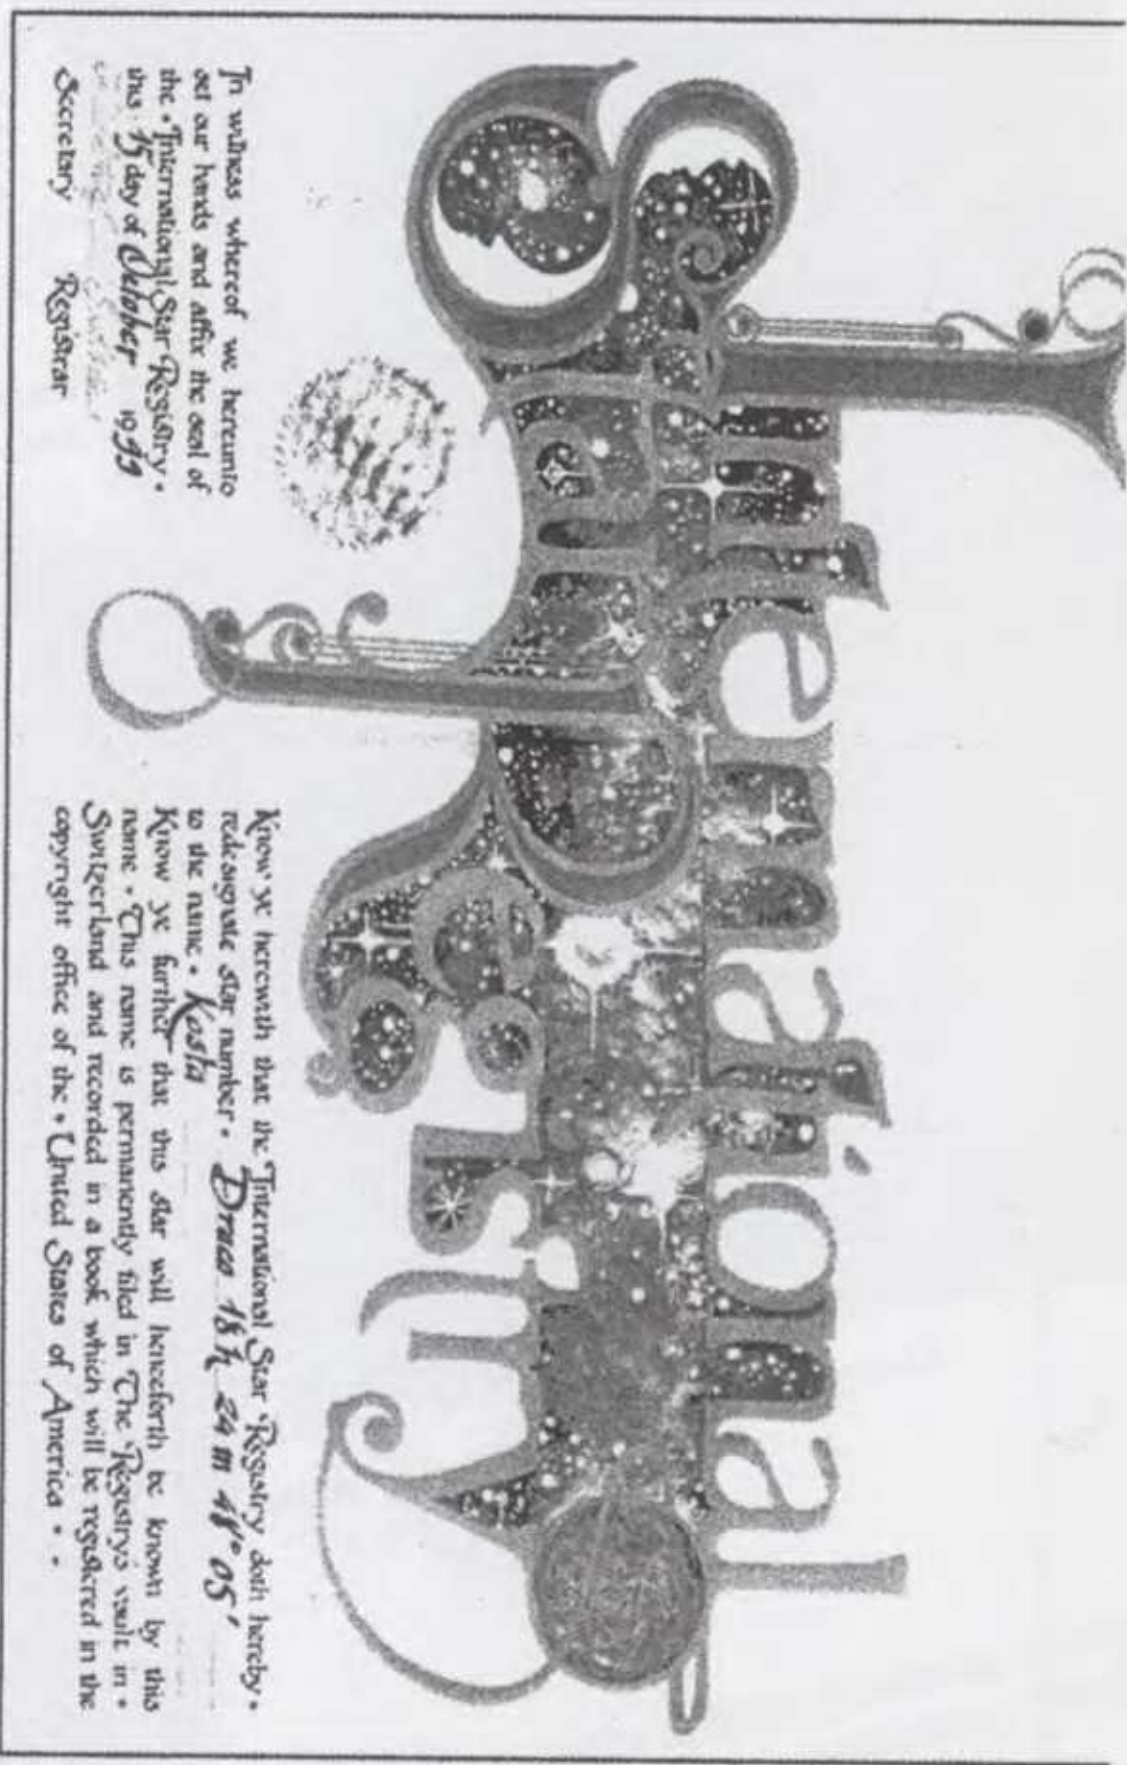 International
Star Registry
Know ye herewith that the International Star Registry doth hereby •
redesignate star number • Draco 18 h 24 m 48° 05'
to the name • Kosta
Know ye further that this star will henceforth be known by this
name • This name is permanently filed in The Registry's vault in •
Switzerland and recorded in a book which will be registered in the
copyright office of the • United States of America • •
In witness whereof we hereunto
set our hands and affix the seal of
the • International Star Registry •
this 15 day of October 1999
Secretary Registrar